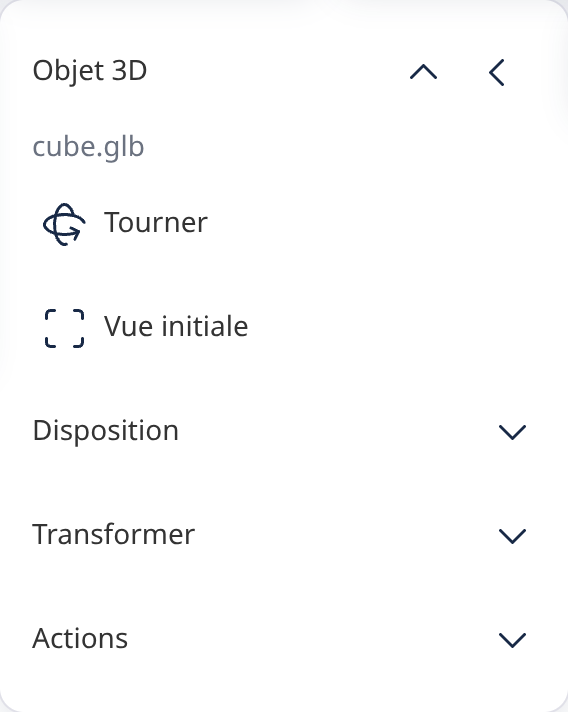 Objet 3D
cube.glb
Tourner
Vue initiale
Disposition
Transformer
Actions